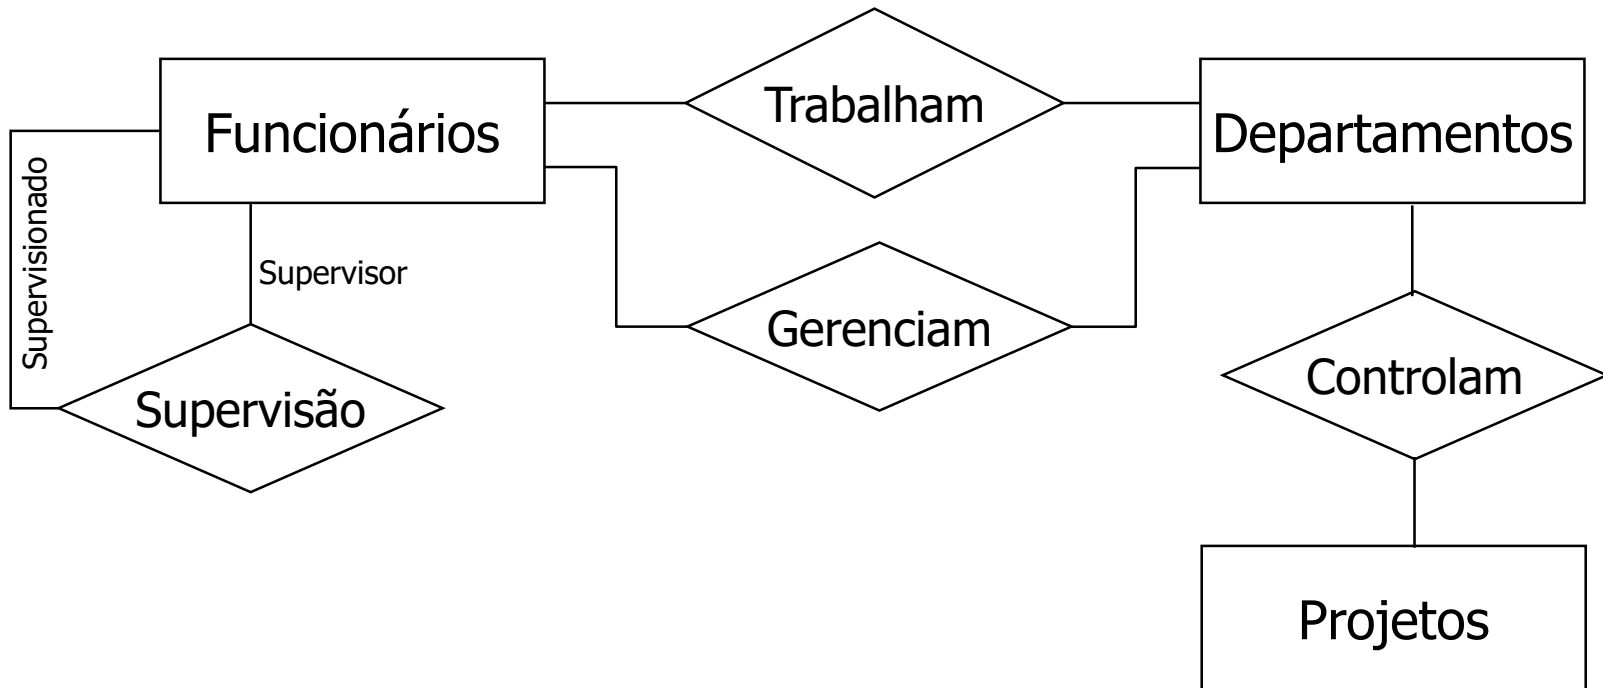 Funcionários
Trabalham
Departamentos
Supervisionado
Supervisor
Gerenciam
Supervisão
Controlam
Projetos